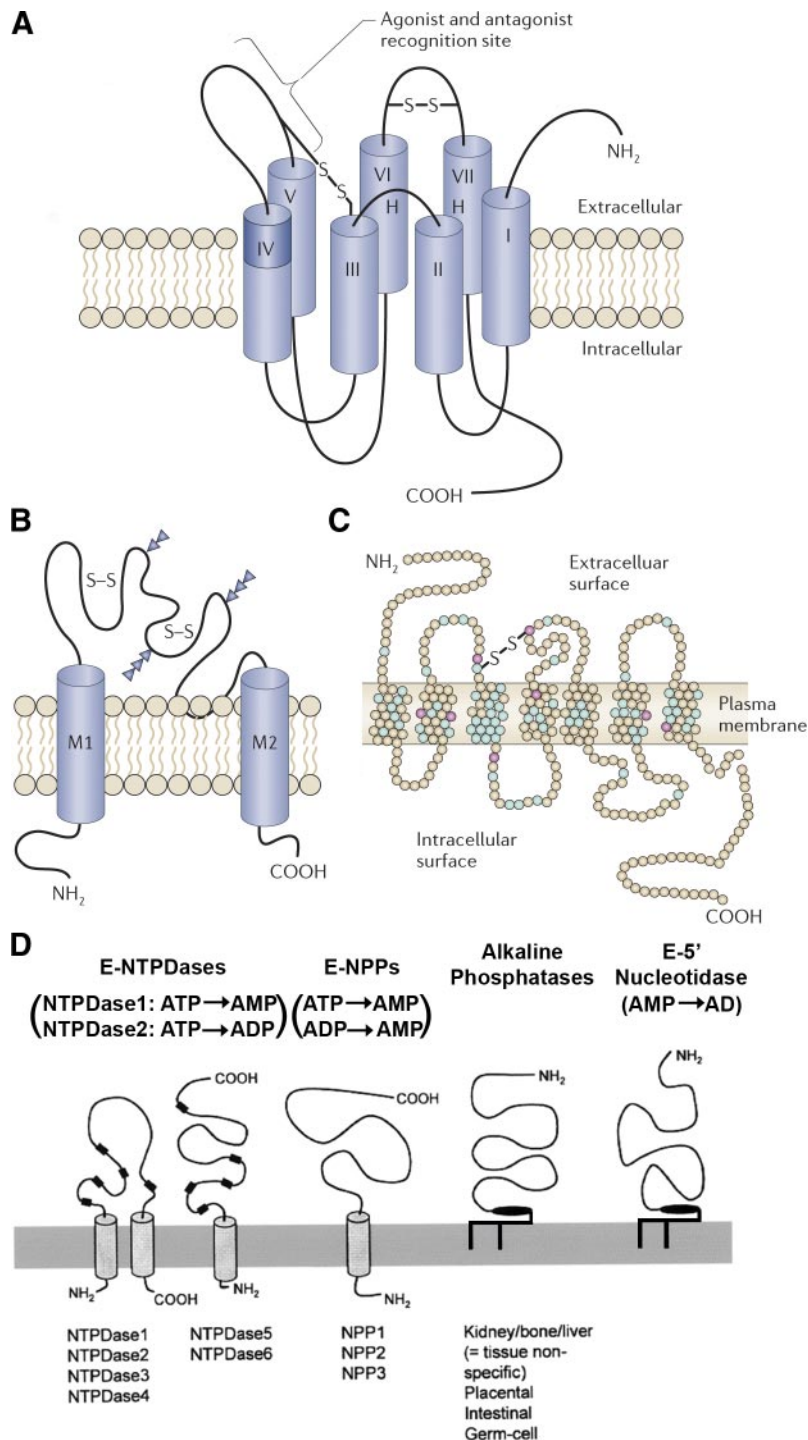 A
Agonist and antagonist
recognition site
S–S
NH2
S
S
V
VI
H
VII
H
I
IV
III
II
Extracellular
Intracellular
COOH
B
S–S
S–S
M1
M2
NH2
COOH
C
NH2
Extracelluar
surface
S
S
Plasma
membrane
Intracellular
surface
COOH
D
E-NTPDases
(NTPDase1: ATP→AMP)
(NTPDase2: ATP→ADP)
E-NPPs
(ATP→AMP)
(ADP→AMP)
Alkaline
Phosphatases
E-5’
Nucleotidase
(AMP→AD)
NH2
COOH
COOH
NH2
COOH
NH2
NH2
NH2
NTPDase1
NTPDase2
NTPDase3
NTPDase4
NTPDase5
NTPDase6
NPP1
NPP2
NPP3
Kidney/bone/liver
(= tissue non-
specific)
Placental
Intestinal
Germ-cell